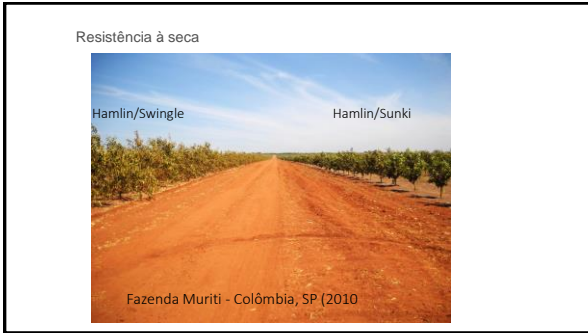 Resistência à seca
Hamlin/Swingle
Hamlin/Sunki
Fazenda Muriti - Colômbia, SP (2010